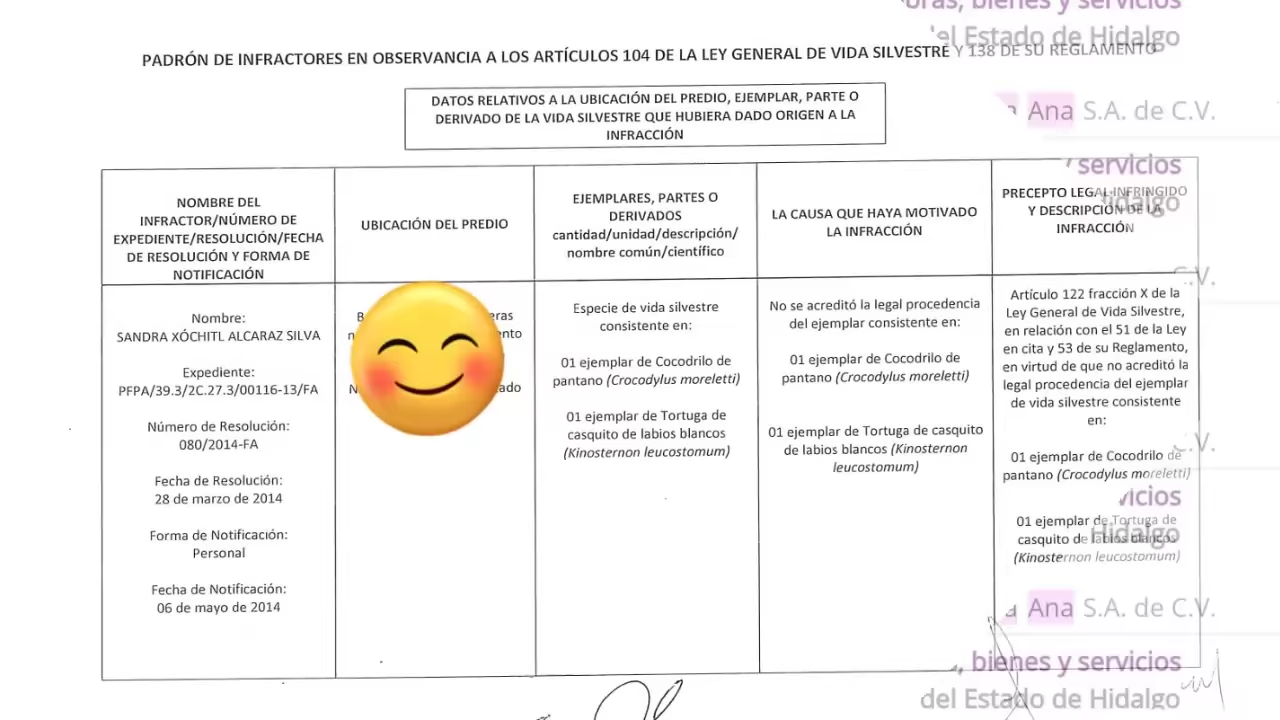 oras, bienes y servicios
del Estado de Hidalgo
PADRÓN DE INFRACTORES EN OBSERVANCIA A LOS ARTÍCULOS 104 DE LA LEY GENERAL DE VIDA SILVESTRE Y 138 DE SU REGLAMENTO
DATOS RELATIVOS A LA UBICACIÓN DEL PREDIO, EJEMPLAR, PARTE O
DERIVADO DE LA VIDA SILVESTRE QUE HUBIERA DADO ORIGEN A LA
INFRACCIÓN
Ana S.A. de C.V.
servicios
Hidalgo
C.V.
NOMBRE DEL
INFRACTOR/NÚMERO DE
EXPEDIENTE/RESOLUCIÓN/FECHA
DE RESOLUCIÓN Y FORMA DE
NOTIFICACIÓN
UBICACIÓN DEL PREDIO
EJEMPLARES, PARTES O
DERIVADOS
cantidad/unidad/descripción/
nombre común/científico
LA CAUSA QUE HAYA MOTIVADO
LA INFRACCIÓN
PRECEPTO LEGAL INFRINGIDO
Y DESCRIPCIÓN DE LA
INFRACCIÓN
Nombre:
SANDRA XÓCHITL ALCARAZ SILVA
Expediente:
PFPA/39.3/2C.27.3/00116-13/FA
Número de Resolución:
080/2014-FA
Fecha de Resolución:
28 de marzo de 2014
Forma de Notificación:
Personal
Fecha de Notificación:
06 de mayo de 2014
Especie de vida silvestre
consistente en:
01 ejemplar de Cocodrilo de
pantano (Crocodylus moreletti)
01 ejemplar de Tortuga de
casquito de labios blancos
(Kinosternon leucostomum)
No se acreditó la legal procedencia
del ejemplar consistente en:
01 ejemplar de Cocodrilo de
pantano (Crocodylus moreletti)
01 ejemplar de Tortuga de casquito
de labios blancos (Kinosternon
leucostomum)
Artículo 122 fracción X de la
Ley General de Vida Silvestre,
en relación con el 51 de la Ley
en cita y 53 de su Reglamento,
en virtud de que no acreditó la
legal procedencia del ejemplar
de vida silvestre consistente
en:
01 ejemplar de Cocodrilo de
pantano (Crocodylus moreletti)
01 ejemplar de Tortuga de
casquito de labios blancos
(Kinosternon leucostomum)
C.V.
Hidalgo
Ana S.A. de C.V.
, bienes y servicios
del Estado de Hidalgo